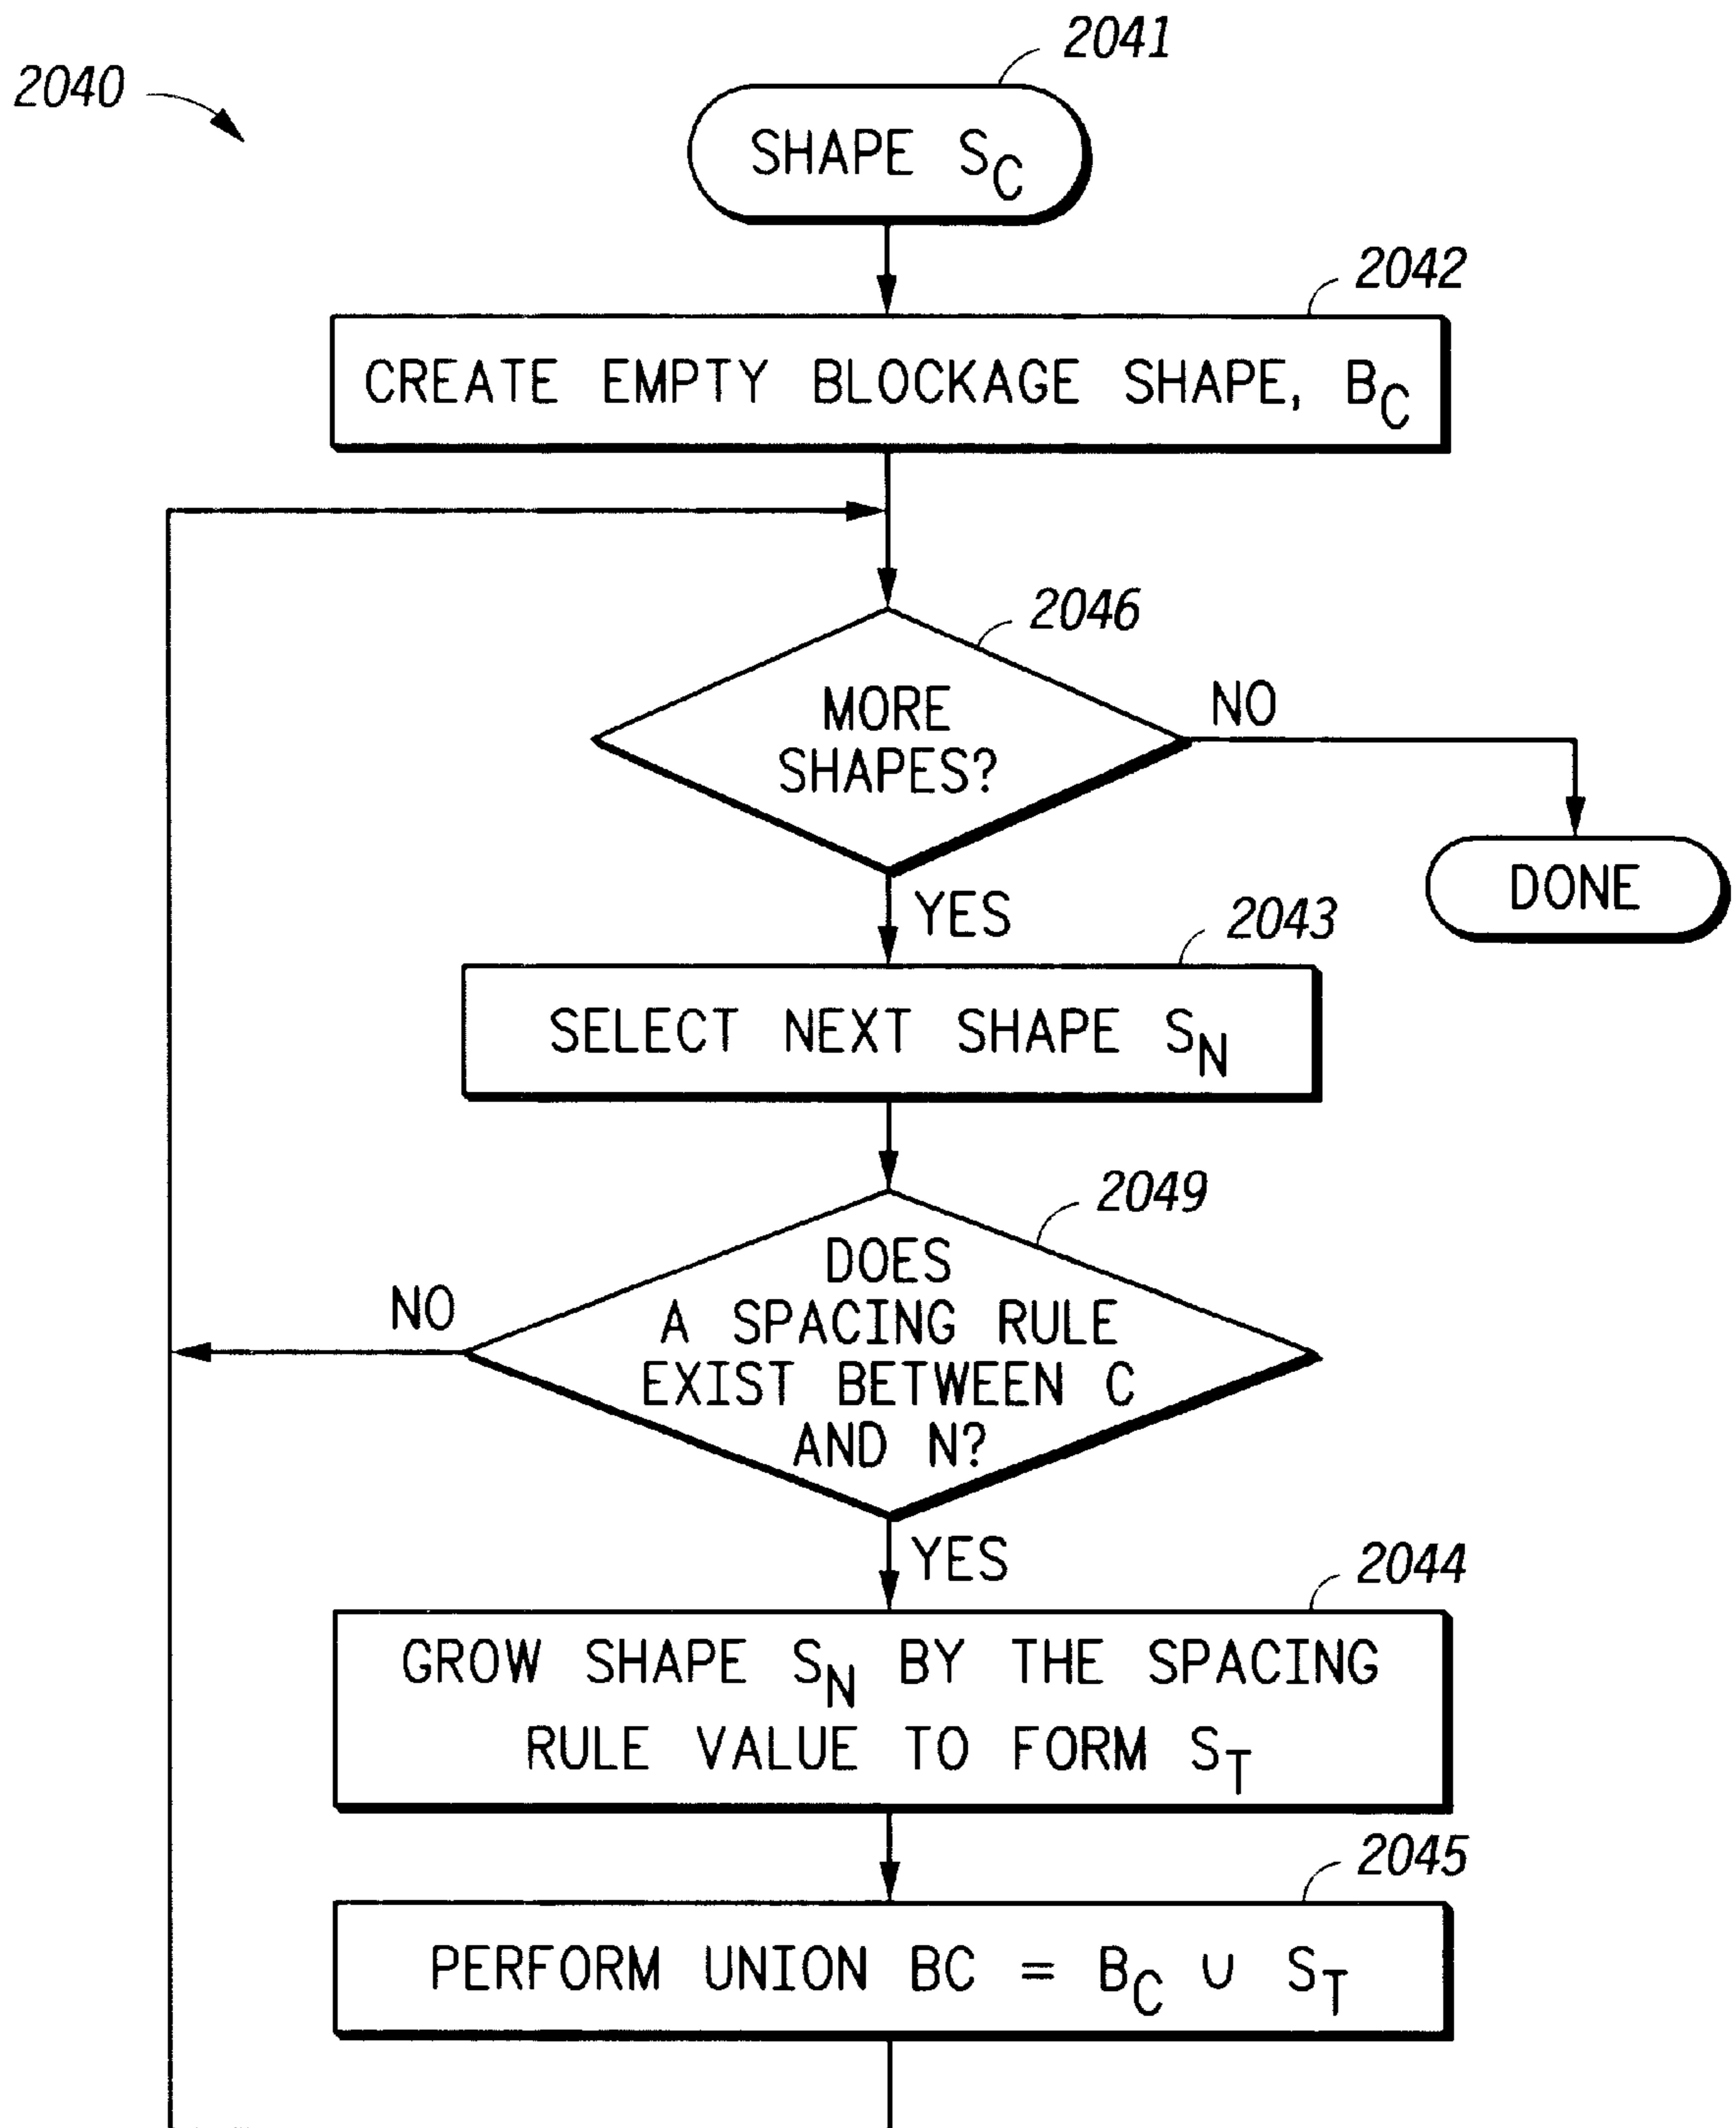 2040
2041
SHAPE S_C
2042
CREATE EMPTY BLOCKAGE SHAPE, B_C
2046
MORE
SHAPES?
NO
DONE
YES
2043
SELECT NEXT SHAPE S_N
2049
DOES
A SPACING RULE
EXIST BETWEEN C
AND N?
NO
YES
2044
GROW SHAPE S_N BY THE SPACING
RULE VALUE TO FORM S_T
2045
PERFORM UNION BC = B_C ∪ S_T